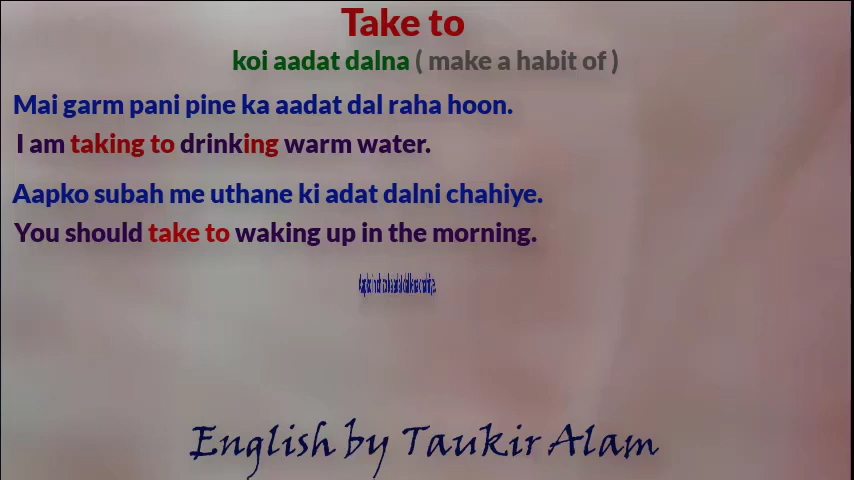 Take to
koi aadat dalna ( make a habit of )
Mai garm pani pine ka aadat dal raha hoon.
I am taking to drinking warm water.
Aapko subah me uthane ki adat dalni chahiye.
You should take to waking up in the morning.
English by Taukir Alam